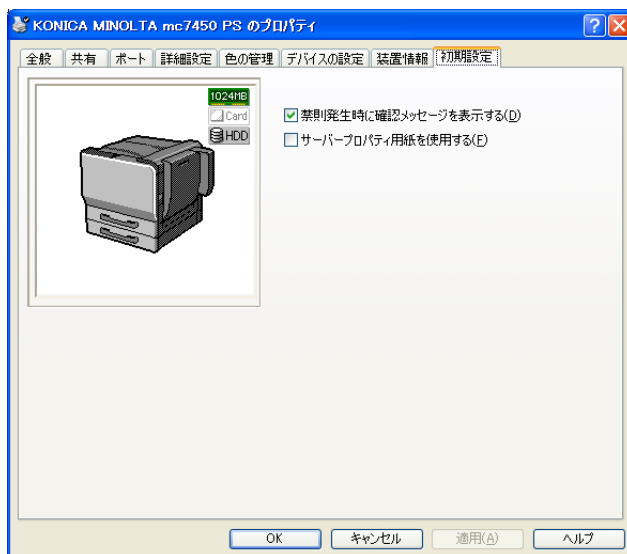 KONICA MINOLTA mc7450 PS のプロパティ
全般 共有 ポート 詳細設定 色の管理 デバイスの設定 装置情報 初期設定
1024MB
Card
HDD
禁則発生時に確認メッセージを表示する(D)
サーバープロパティ用紙を使用する(F)
OK キャンセル 適用(A) ヘルプ